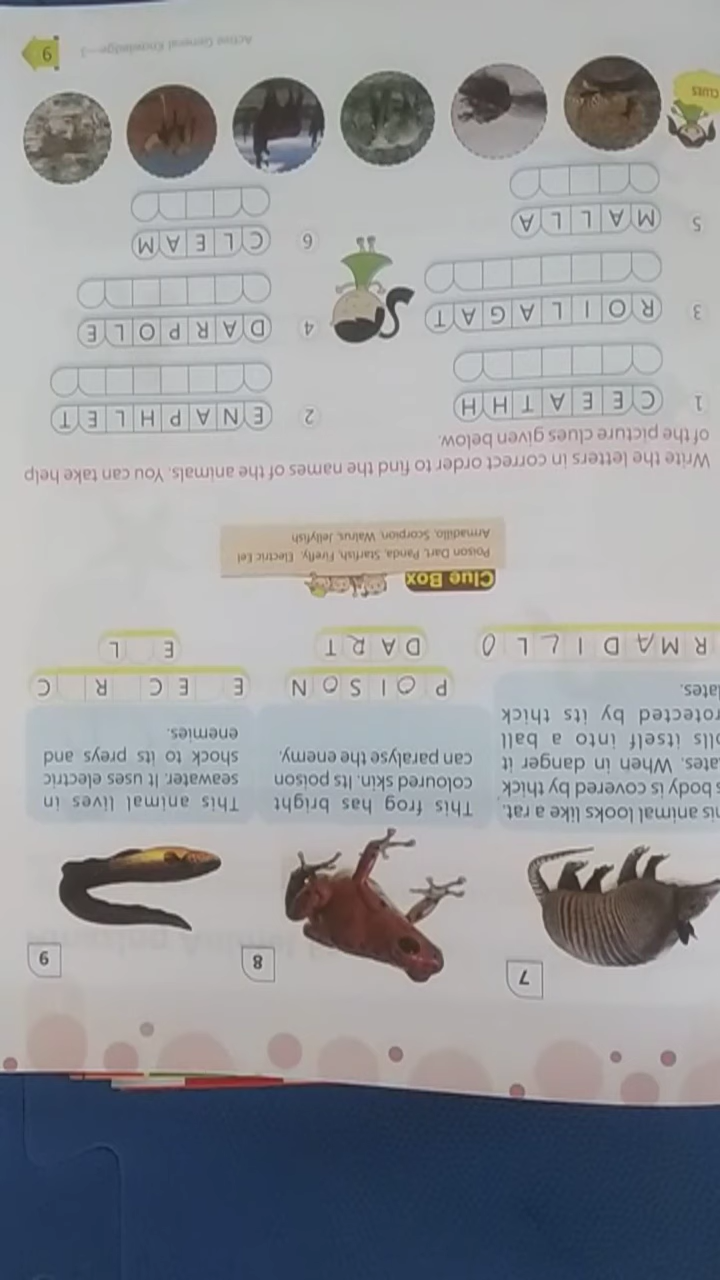 7
8
9
his animal looks like a rat.
s body is covered by thick
lates. When in danger it
olls itself into a ball
rotected by its thick
lates.
This frog has bright
coloured skin. Its poison
can paralyse the enemy.
This animal lives in
seawater. It uses electric
shock to its preys and
enemies.
R M A D I L L O
P O I S O N
D A R T
E E C R C
E L
Clue Box
Poison Dart, Panda, Starfish, Firefly, Electric Eel
Armadillo, Scorpion, Walrus, Jellyfish
Write the letters in correct order to find the names of the animals. You can take help
of the picture clues given below.
1 C E E A T H H
2 E N A P H L E T
3 R O I L A G A T
4 D A R P O L E
5 M A L L A
6 C L E A M
CLUES
Active General Knowledge—3
9